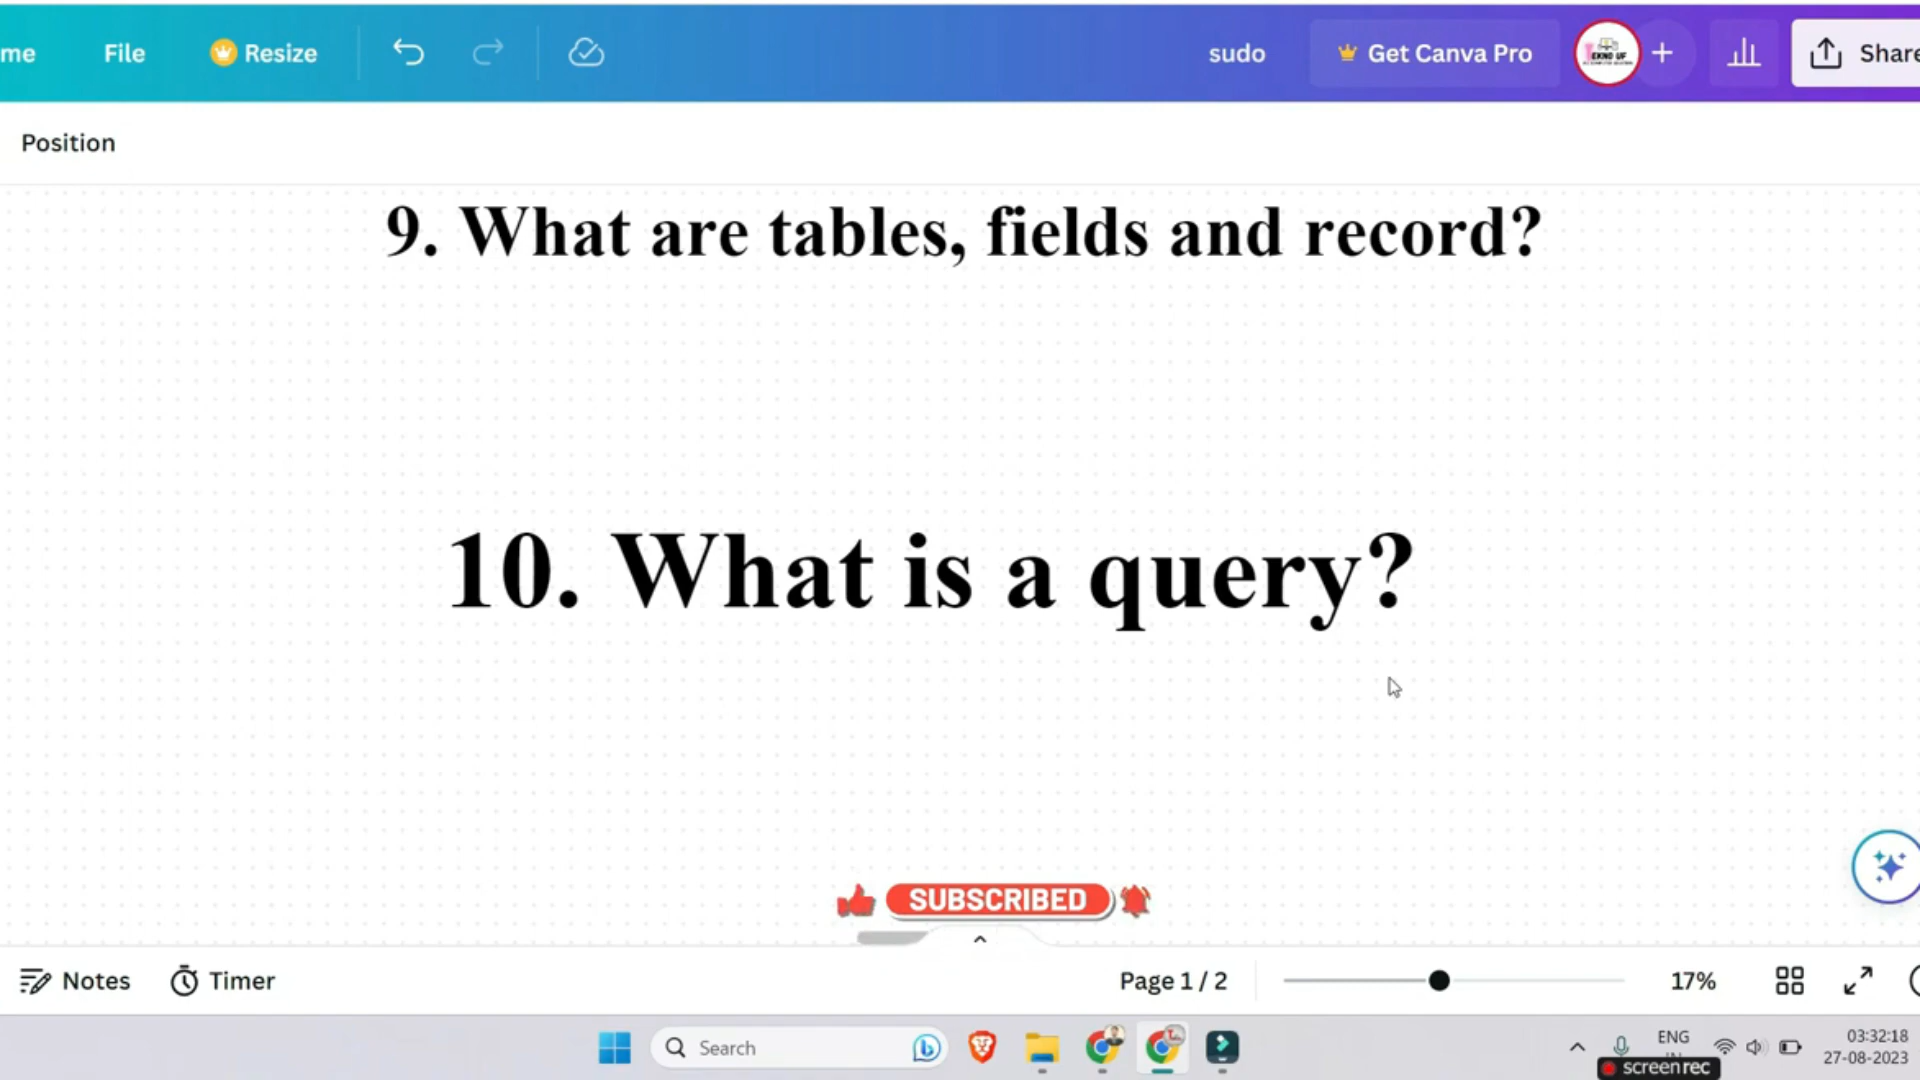 me File Resize sudo Get Canva Pro Share
Position
9. What are tables, fields and record?
10. What is a query?
SUBSCRIBED
Notes Timer Page 1 / 2 17%
Search ENG 03:32:18
27-08-2023
screenrec